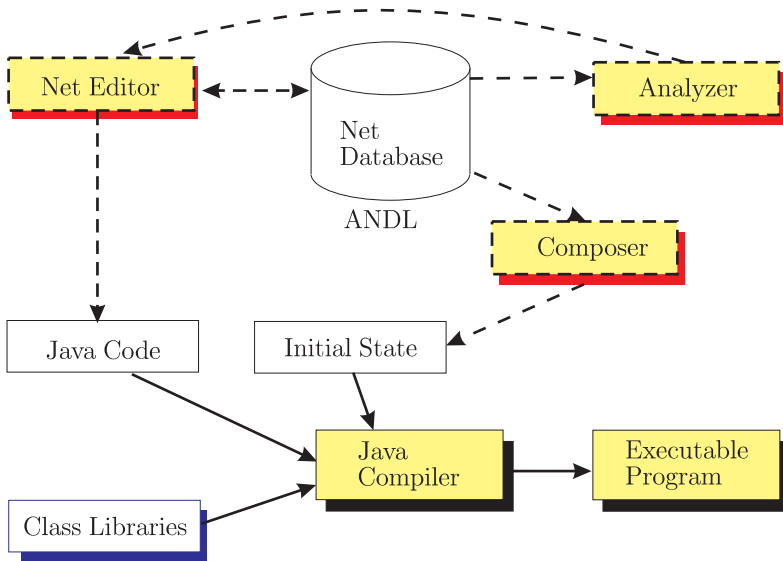 Net Editor
Analyzer
Net
Database
ANDL
Composer
Java Code
Initial State
Java
Compiler
Executable
Program
Class Libraries